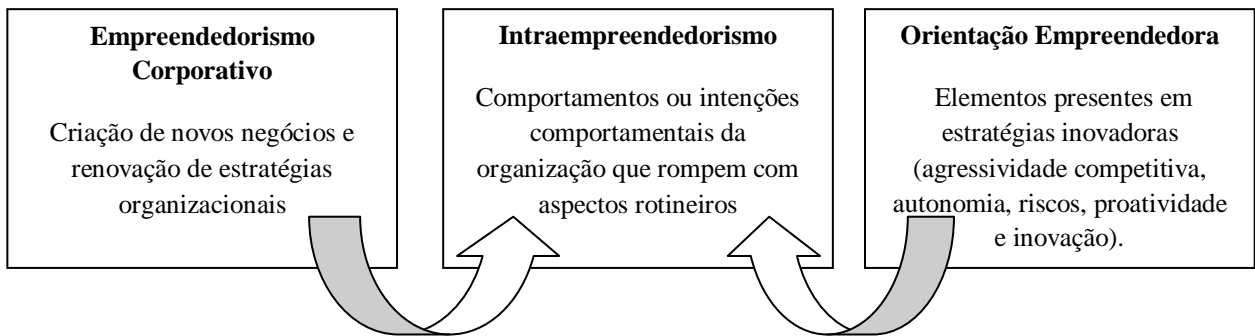 Empreendedorismo
Corporativo
Criação de novos negócios e
renovação de estratégias
organizacionais
Intraempreendedorismo
Comportamentos ou intenções
comportamentais da
organização que rompem com
aspectos rotineiros
Orientação Empreendedora
Elementos presentes em
estratégias inovadoras
(agressividade competitiva,
autonomia, riscos, proatividade
e inovação).